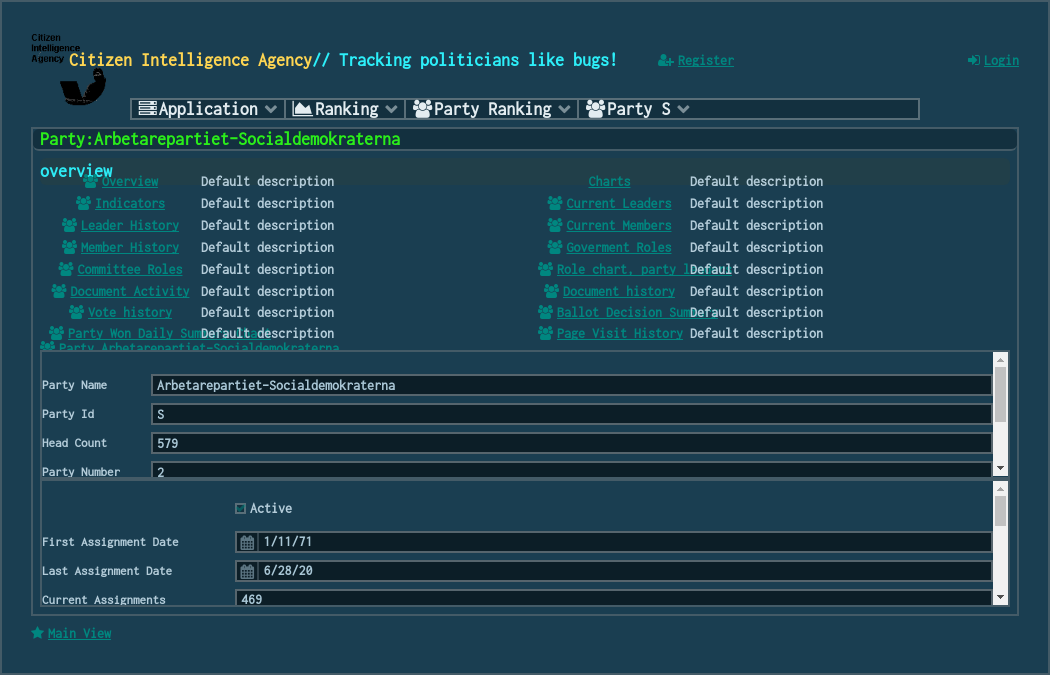 Citizen
Intelligence
Agency
Citizen Intelligence Agency// Tracking politicians like bugs!
Register
Login
Application
Ranking
Party Ranking
Party S
Party:Arbetarepartiet-Socialdemokraterna
overview
Overview Default description Charts Default description
Indicators Default description Current Leaders Default description
Leader History Default description Current Members Default description
Member History Default description Goverment Roles Default description
Committee Roles Default description Role chart, party Default description
Document Activity Default description Document history Default description
Vote history Default description Ballot Decision Default description
Party Won Daily Default description Page Visit History Default description
Party Arbetarepartiet-Socialdemokraterna
Party Name Arbetarepartiet-Socialdemokraterna
Party Id S
Head Count 579
Party Number 2
Active
First Assignment Date 1/11/71
Last Assignment Date 6/28/20
Current Assignments 469
Main View